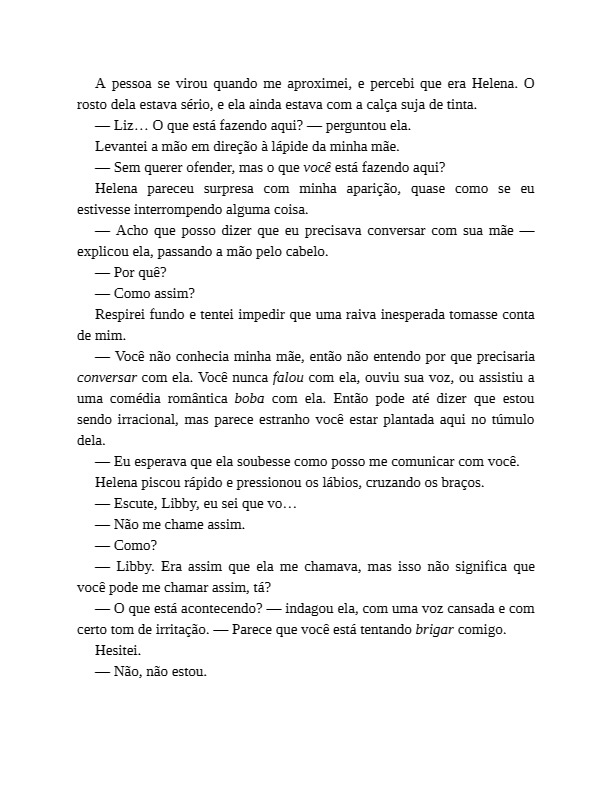 A pessoa se virou quando me aproximei, e percebi que era Helena. O
rosto dela estava sério, e ela ainda estava com a calça suja de tinta.
— Liz… O que está fazendo aqui? — perguntou ela.
Levantei a mão em direção à lápide da minha mãe.
— Sem querer ofender, mas o que você está fazendo aqui?
Helena pareceu surpresa com minha aparição, quase como se eu
estivesse interrompendo alguma coisa.
— Acho que posso dizer que eu precisava conversar com sua mãe —
explicou ela, passando a mão pelo cabelo.
— Por quê?
— Como assim?
Respirei fundo e tentei impedir que uma raiva inesperada tomasse conta
de mim.
— Você não conhecia minha mãe, então não entendo por que precisaria
conversar com ela. Você nunca falou com ela, ouviu sua voz, ou assistiu a
uma comédia romântica boba com ela. Então pode até dizer que estou
sendo irracional, mas parece estranho você estar plantada aqui no túmulo
dela.
— Eu esperava que ela soubesse como posso me comunicar com você.
Helena piscou rápido e pressionou os lábios, cruzando os braços.
— Escute, Libby, eu sei que vo…
— Não me chame assim.
— Como?
— Libby. Era assim que ela me chamava, mas isso não significa que
você pode me chamar assim, tá?
— O que está acontecendo? — indagou ela, com uma voz cansada e com
certo tom de irritação. — Parece que você está tentando brigar comigo.
Hesitei.
— Não, não estou.